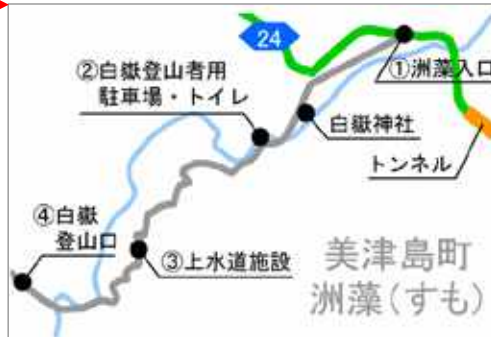 24
②白嶽登山者用
駐車場・トイレ
①洲藻入口
白嶽神社
トンネル
④白嶽
登山口
③上水道施設
美津島町
洲藻(すも)